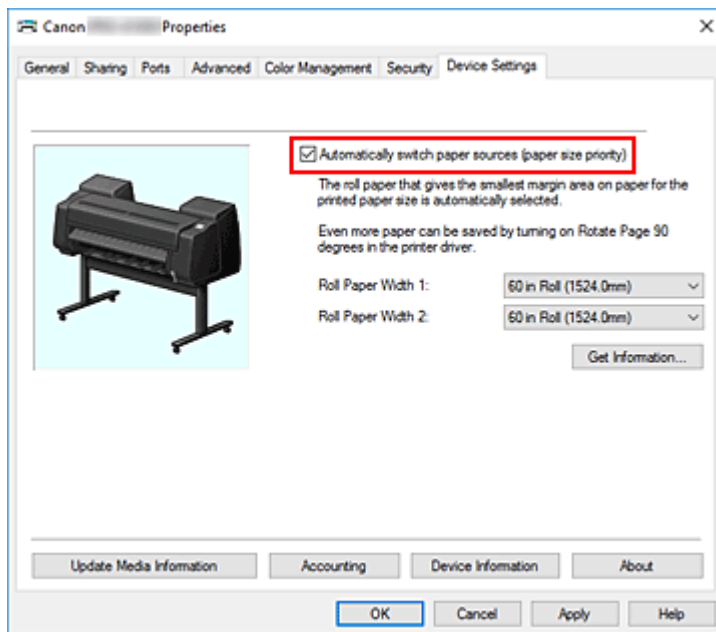 Canon Properties
General Sharing Ports Advanced Color Management Security Device Settings
Automatically switch paper sources (paper size priority)
The roll paper that gives the smallest margin area on paper for the
printed paper size is automatically selected.
Even more paper can be saved by turning on Rotate Page 90
degrees in the printer driver.
Roll Paper Width 1: 60 in Roll (1524.0mm)
Roll Paper Width 2: 60 in Roll (1524.0mm)
Get Information...
Update Media Information Accounting Device Information About
OK Cancel Apply Help